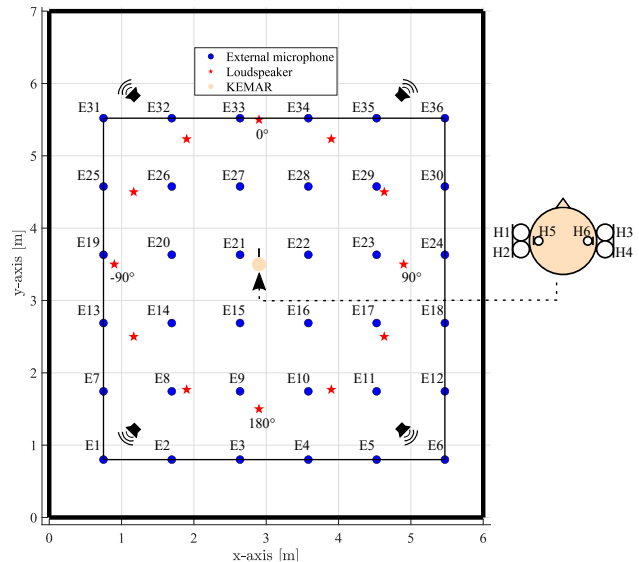 7
External microphone
Loudspeaker
KEMAR
6
E31 E32 E33 E34 E35 E36
0°
5
E25 E26 E27 E28 E29 E30
4
H1 H5 H6 H3
H2 H4
E19 E20 E21 E22 E23 E24
-90° 90°
y-axis [m]
3
E13 E14 E15 E16 E17 E18
2
E7 E8 E9 E10 E11 E12
180°
1
E1 E2 E3 E4 E5 E6
0
0 1 2 3 4 5 6
x-axis [m]